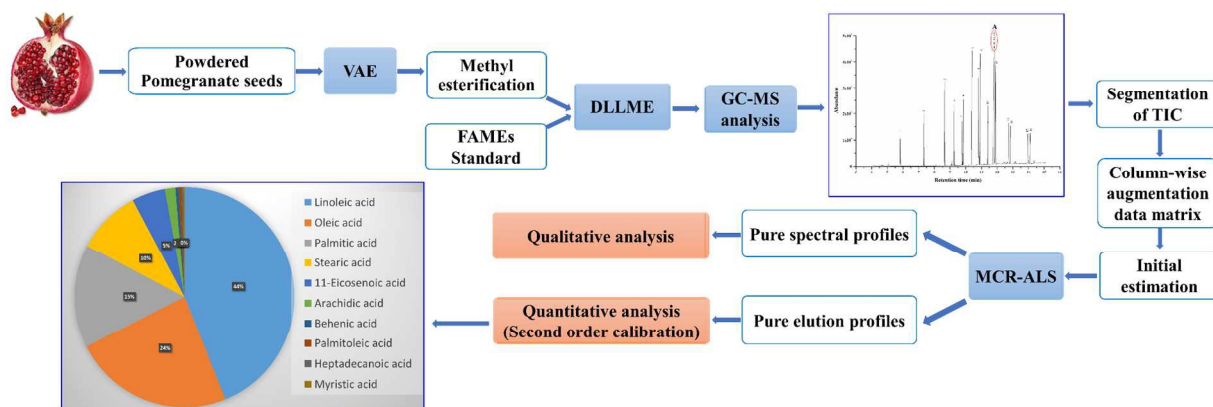 Powdered
Pomegranate seeds
VAE
Methyl
esterification
FAMEs
Standard
DLLME
GC-MS
analysis
A
Abundance
Retention time (min)
Segmentation
of TIC
Column-wise
augmentation
data matrix
Initial
estimation
MCR-ALS
Pure spectral profiles
Qualitative analysis
Pure elution profiles
Quantitative analysis
(Second order calibration)
44%
24%
15%
10%
5%
0%
Linoleic acid
Oleic acid
Palmitic acid
Stearic acid
11-Eicosenoic acid
Arachidic acid
Behenic acid
Palmitoleic acid
Heptadecanoic acid
Myristic acid